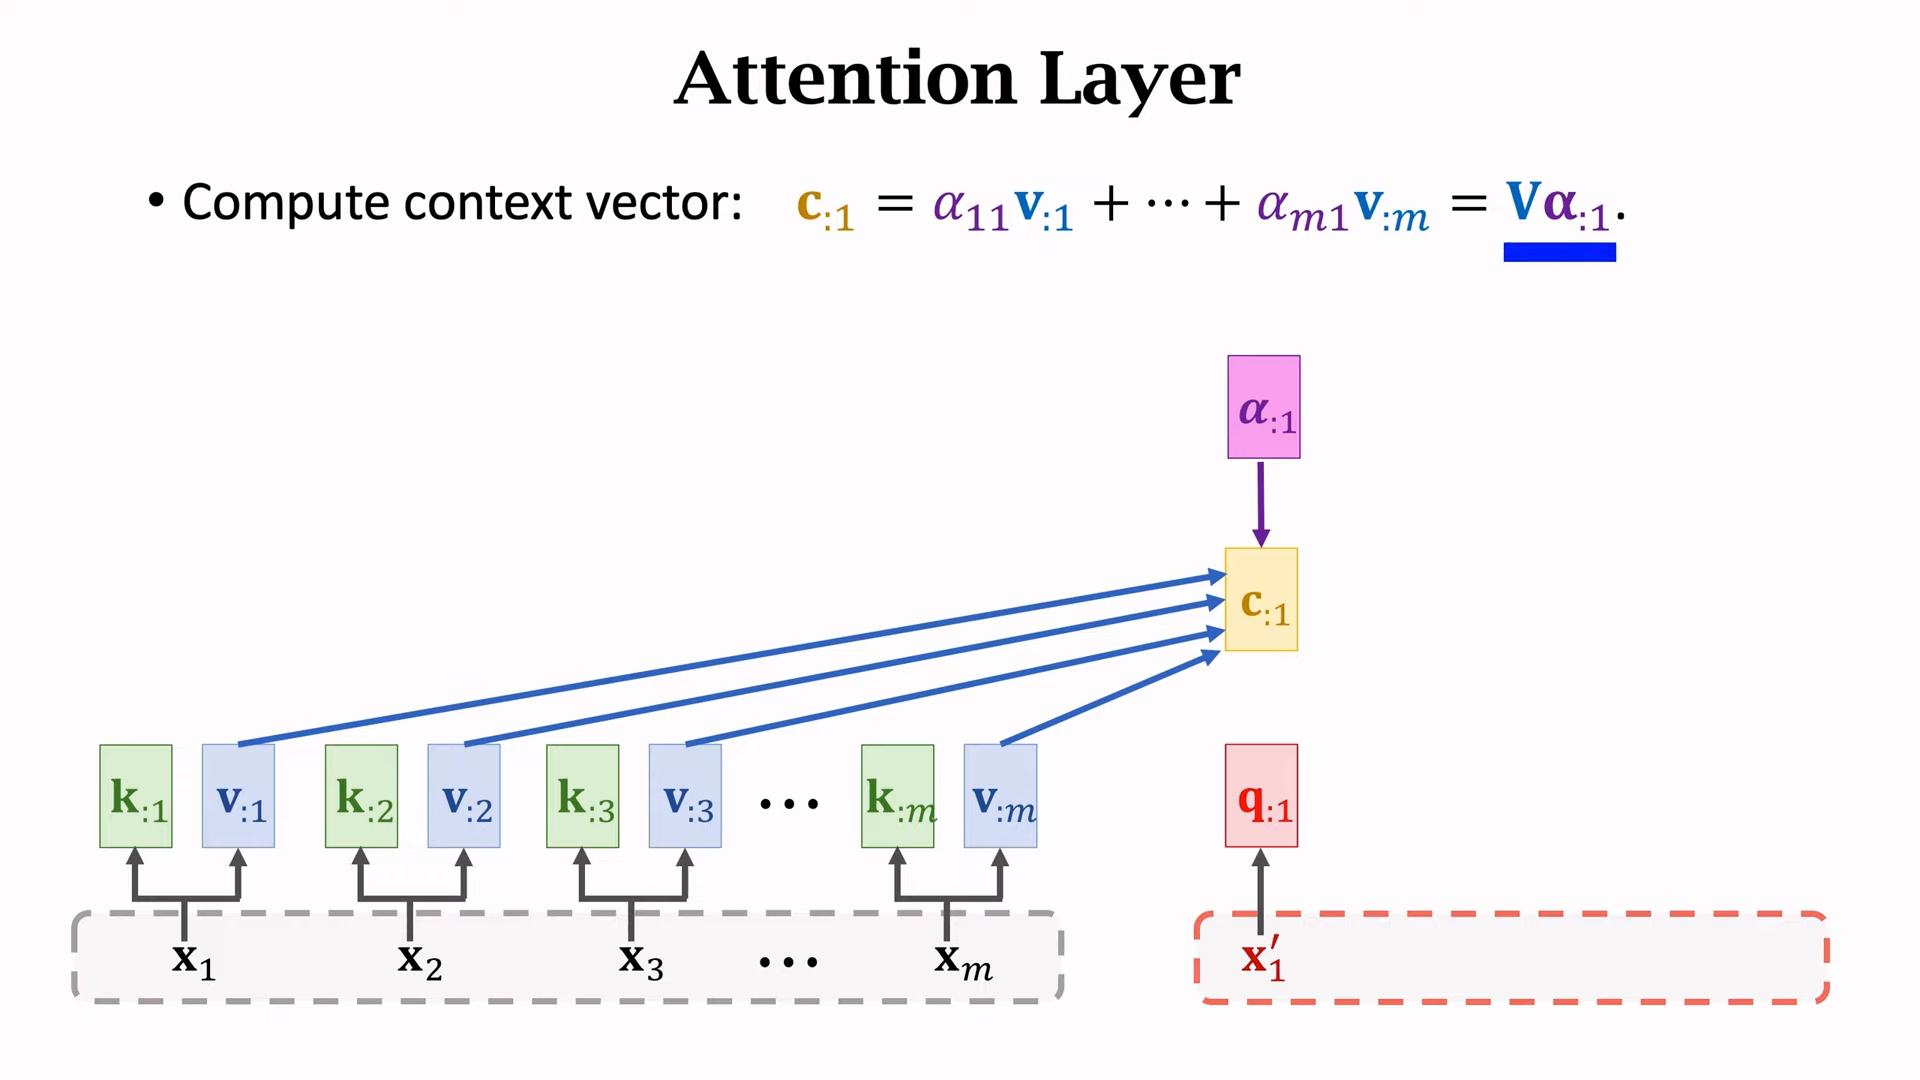 Attention Layer
• Compute context vector: c:1 = α11v:1 + ⋯ + αm1v:m = Vα:1.
α:1
c:1
k:1 v:1 k:2 v:2 k:3 v:3 ⋯ k:m v:m q:1
x1 x2 x3 ⋯ xm x′1